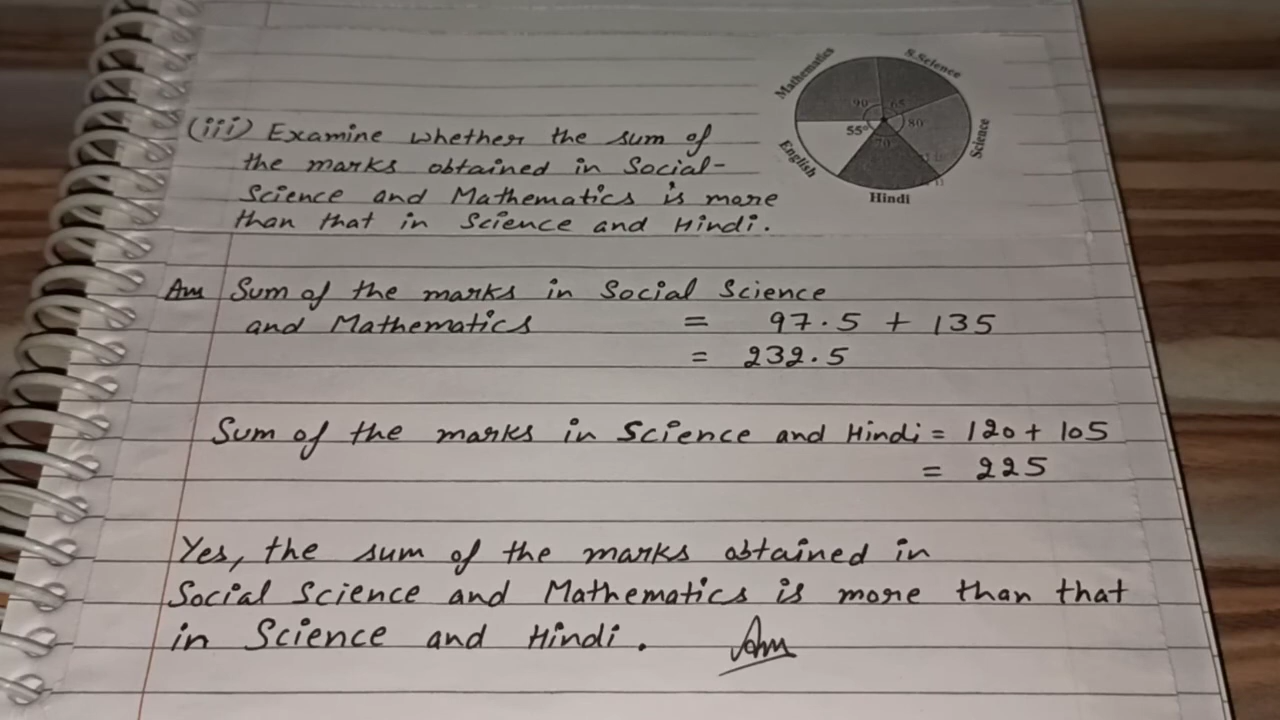 Mathematics
S.Science
90
65
80
55°
70
Science
English
Hindi
(iii) Examine whether the sum of
the marks obtained in Social-
Science and Mathematics is more
than that in Science and Hindi.
Ans Sum of the marks in Social Science
and Mathematics = 97.5 + 135
= 232.5
Sum of the marks in Science and Hindi = 120 + 105
= 225
Yes, the sum of the marks obtained in
Social Science and Mathematics is more than that
in Science and Hindi. Ans